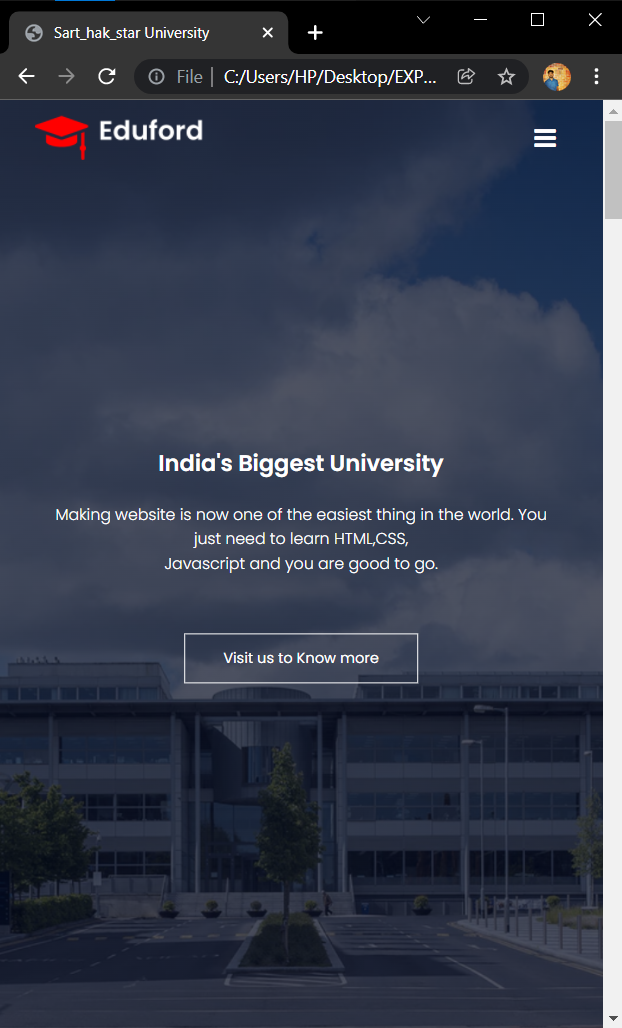 Sart_hak_star University
File
C:/Users/HP/Desktop/EXP...
Eduford
India's Biggest University
Making website is now one of the easiest thing in the world. You
just need to learn HTML,CSS,
Javascript and you are good to go.
Visit us to Know more